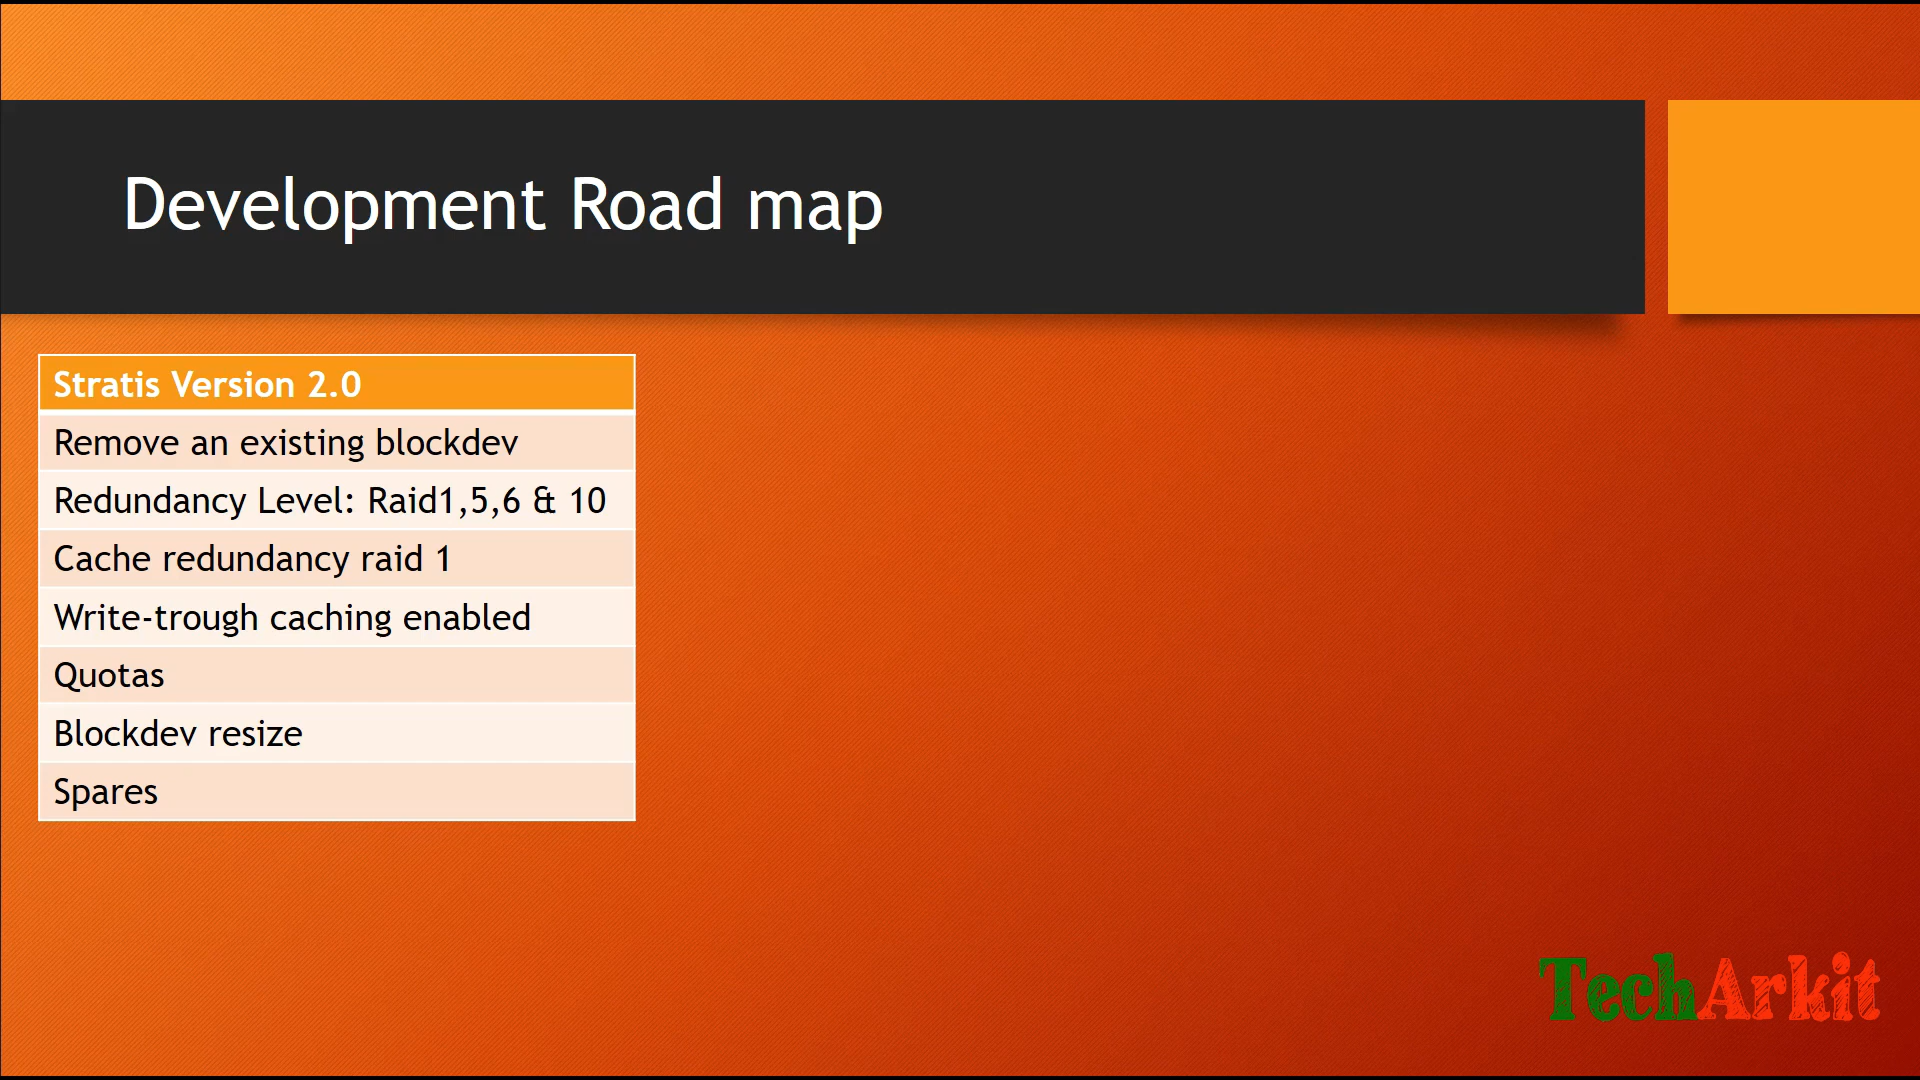 Development Road map
Stratis Version 2.0
Remove an existing blockdev
Redundancy Level: Raid1,5,6 & 10
Cache redundancy raid 1
Write-trough caching enabled
Quotas
Blockdev resize
Spares
TechArkit